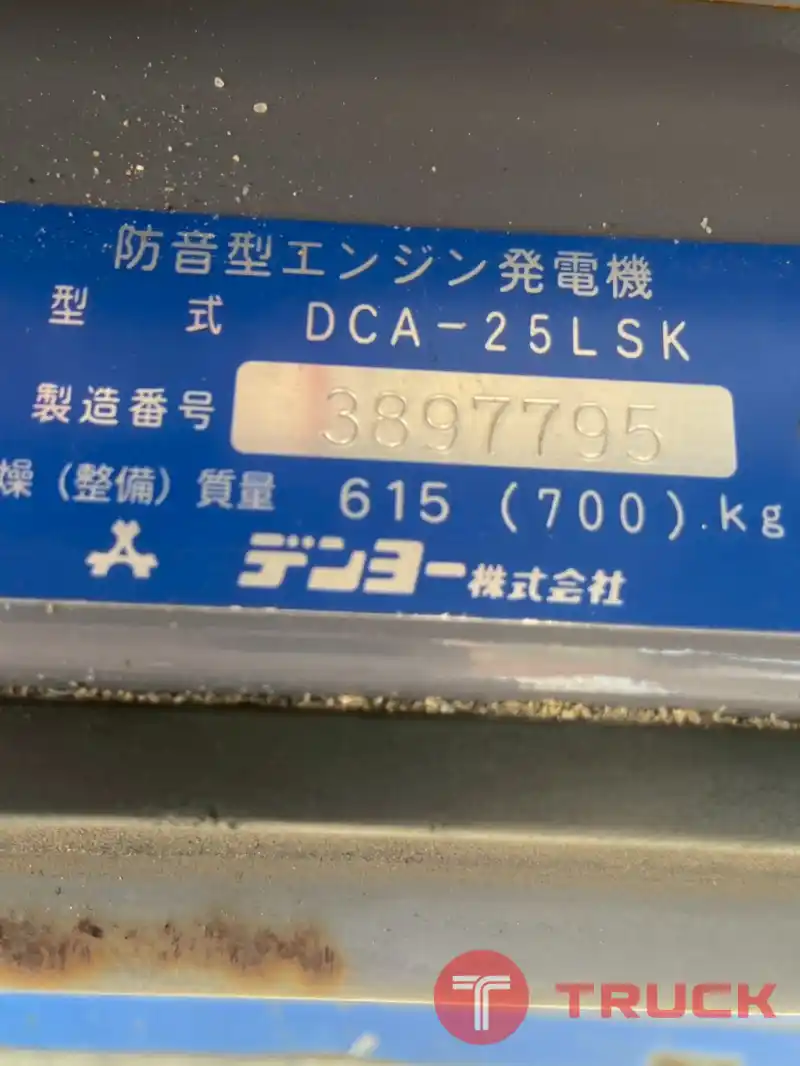 防音型エンジン発電機
型 式 DCA-25LSK
製造番号 3897795
燥(整備)質量 615 (700).kg
デンヨー株式会社
TRUCK